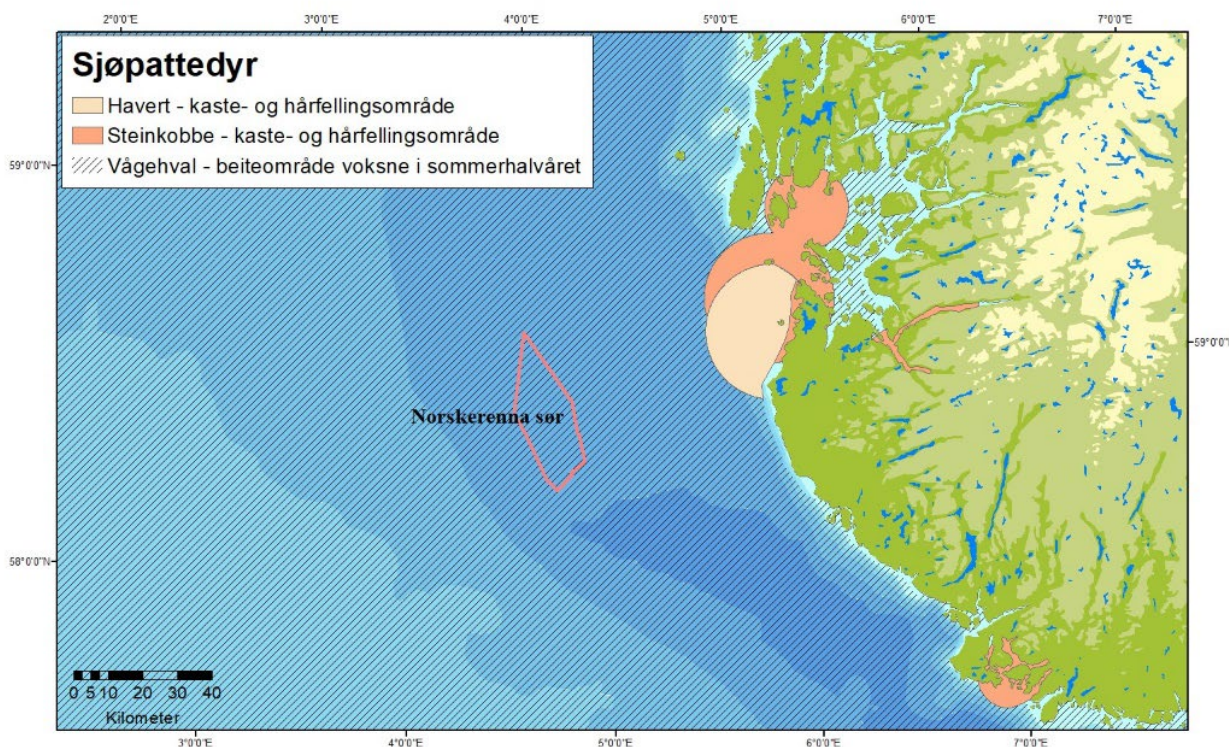 2°0'0"E 3°0'0"E 4°0'0"E 5°0'0"E 6°0'0"E 7°0'0"E
Sjøpattedyr
Havert - kaste- og hårfellingsområde
Steinkobbe - kaste- og hårfellingsområde
Vågehval - beiteområde voksne i sommerhalvåret
59°0'0"N
59°0'0"N
Norskerenna sør
58°0'0"N
0 5 10 20 30 40
Kilometer
3°0'0"E 4°0'0"E 5°0'0"E 6°0'0"E 7°0'0"E